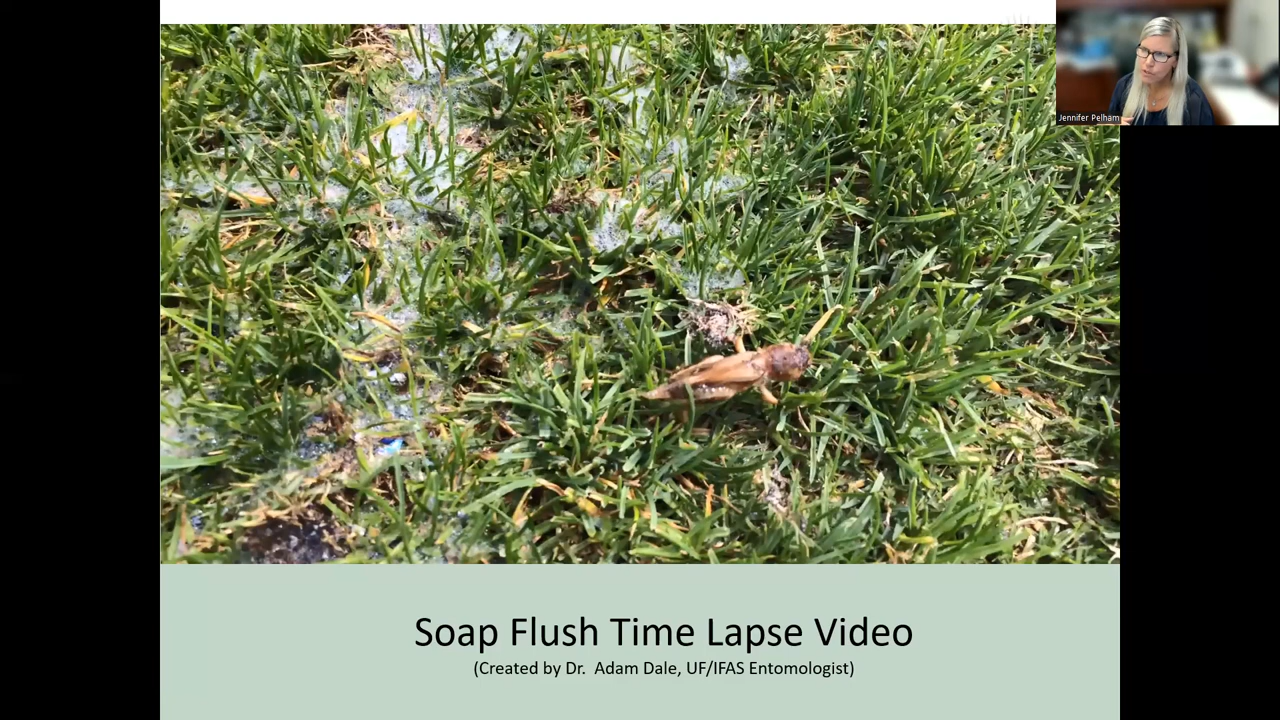 Jennifer Pelham
Soap Flush Time Lapse Video
(Created by Dr. Adam Dale, UF/IFAS Entomologist)